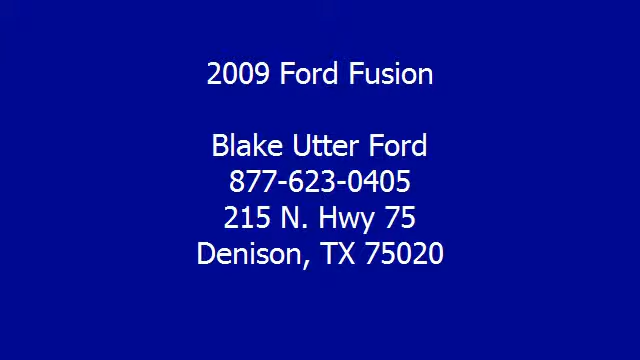 2009 Ford Fusion
Blake Utter Ford
877-623-0405
215 N. Hwy 75
Denison, TX 75020